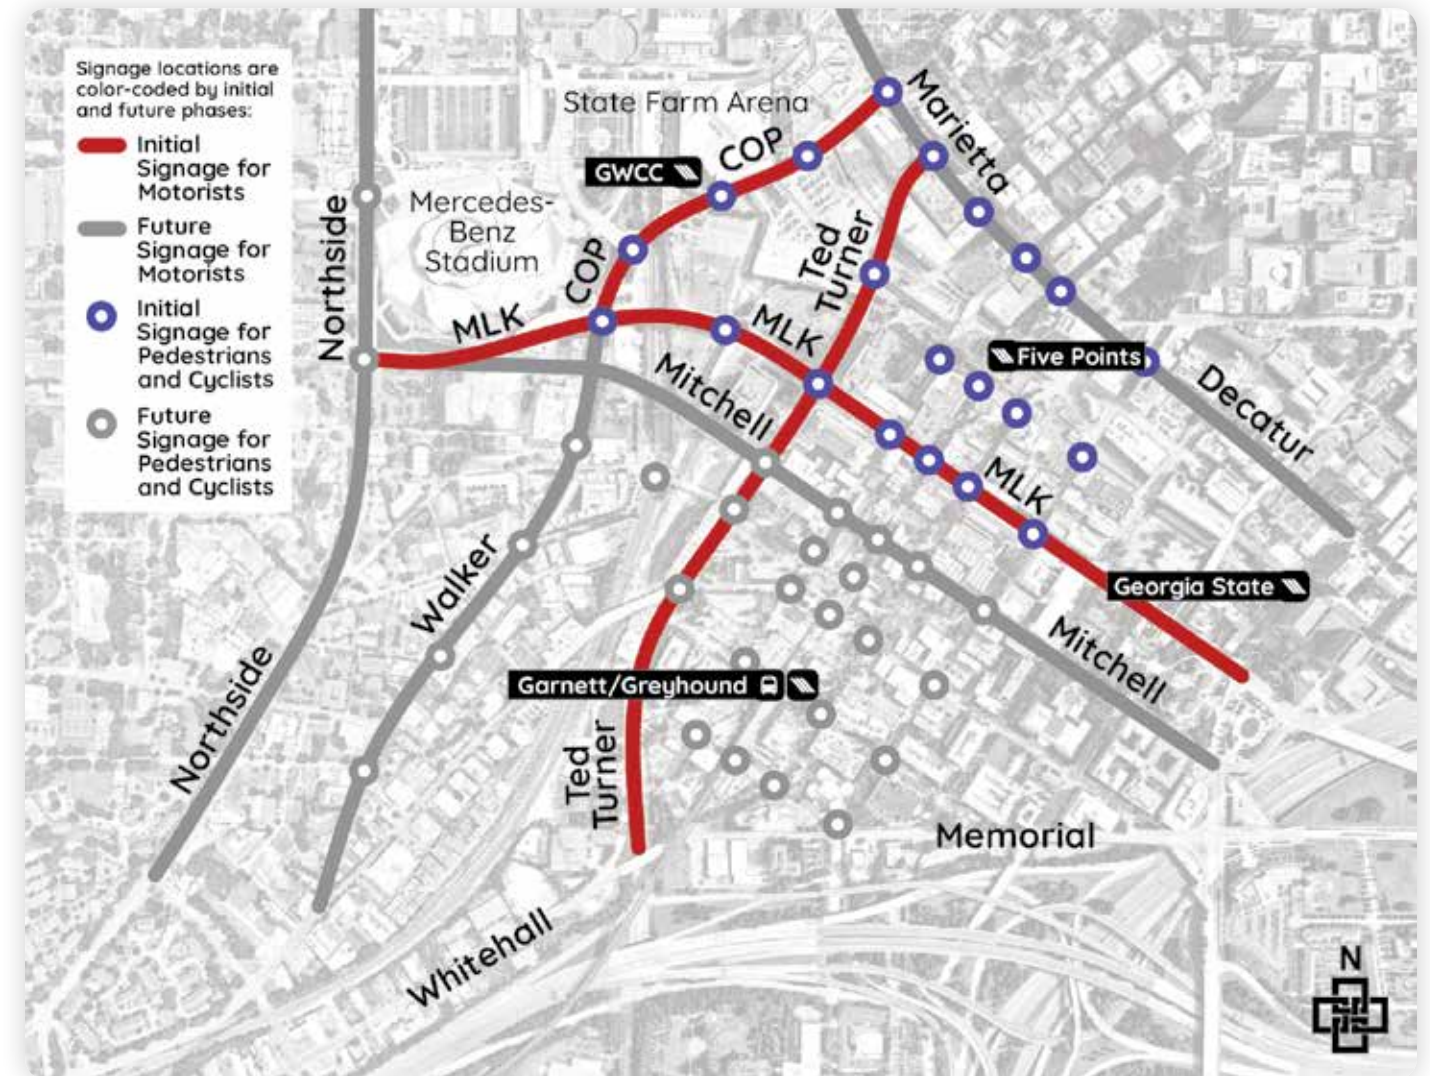 Signage locations are
color-coded by initial
and future phases:
Initial
Signage for
Motorists
Future
Signage for
Motorists
Initial
Signage for
Pedestrians
and Cyclists
Future
Signage for
Pedestrians
and Cyclists
State Farm Arena
Marietta
COP
GWCC
Mercedes-
Benz
Stadium
Northside
COP
Ted
Turner
MLK
MLK
Mitchell
Five Points
Decatur
MLK
Walker
Georgia State
Mitchell
Northside
Garnett/Greyhound
Ted
Turner
Memorial
Whitehall
N